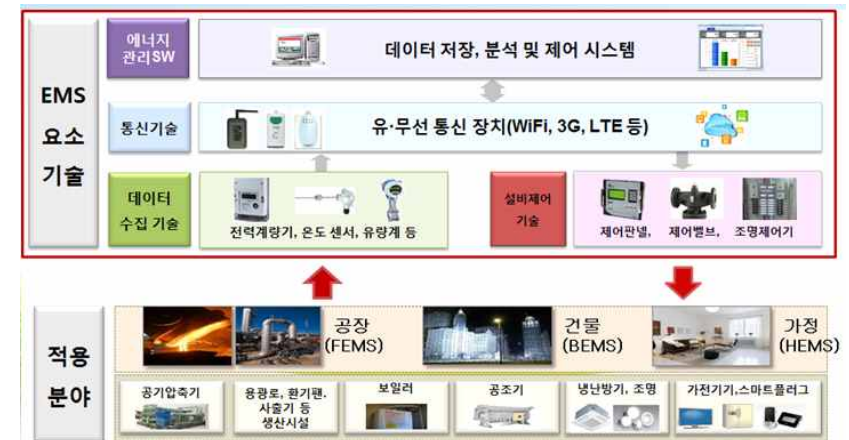 EMS
요소
기술
에너지
관리SW
데이터 저장, 분석 및 제어 시스템
통신기술
유·무선 통신 장치(WiFi, 3G, LTE 등)
데이터
수집 기술
전력계량기, 온도 센서, 유량계 등
설비제어
기술
제어판넬, 제어밸브, 조명제어기
적용
분야
공장
(FEMS)
건물
(BEMS)
가정
(HEMS)
공기압축기
용광로, 환기팬.
사출기 등
생산시설
보일러
공조기
냉난방기, 조명
가전기기,스마트플러그